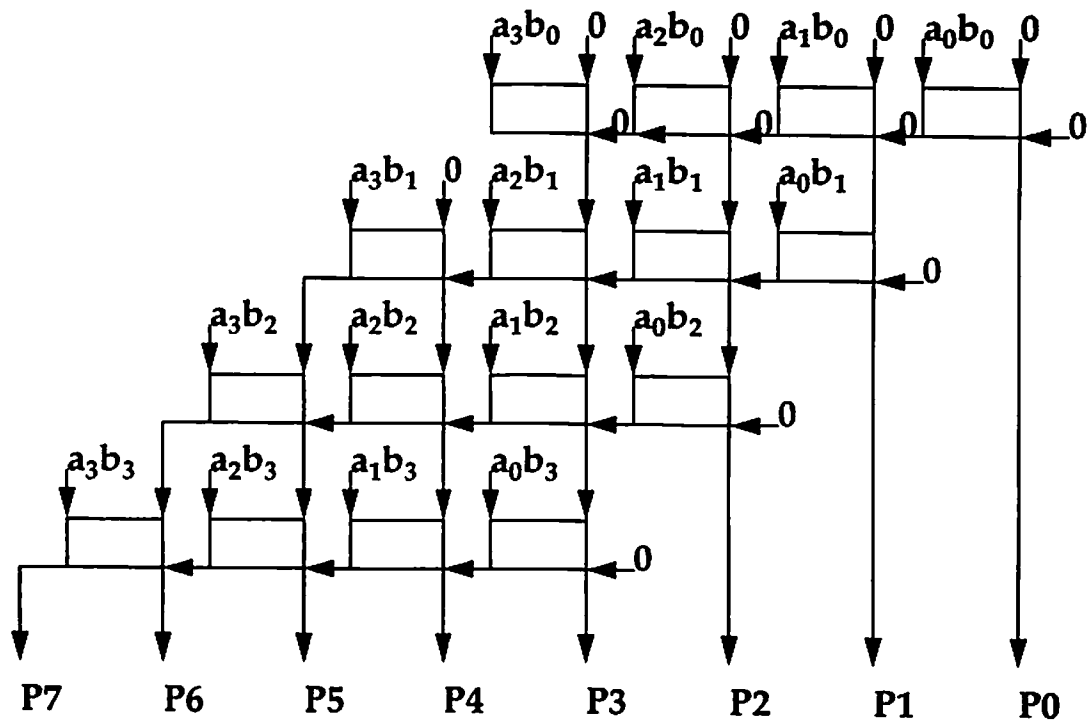 a₃b₀ 0 a₂b₀ 0 a₁b₀ 0 a₀b₀ 0
0 0 0 0
a₃b₁ 0 a₂b₁ a₁b₁ a₀b₁
0
a₃b₂ a₂b₂ a₁b₂ a₀b₂
0
a₃b₃ a₂b₃ a₁b₃ a₀b₃
0
P7 P6 P5 P4 P3 P2 P1 P0